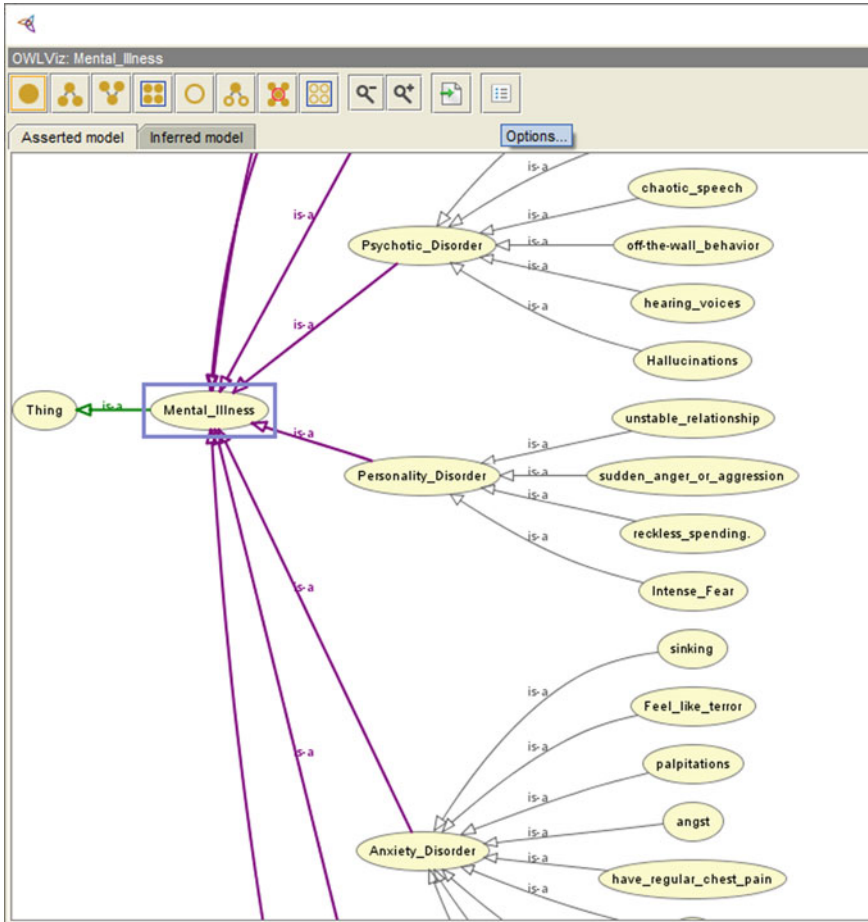 OWLViz: Mental_Illness
Asserted model
Inferred model
Options...
is-a
is-a
chaotic_speech
is-a
Psychotic_Disorder
is-a
off-the-wall_behavior
is-a
hearing_voices
is-a
is-a
Hallucinations
Thing
is-a
Mental_Illness
unstable_relationship
is-a
is-a
Personality_Disorder
is-a
sudden_anger_or_aggression
is-a
reckless_spending.
is-a
Intense_Fear
is-a
sinking
is-a
Feel_like_terror
is-a
is-a
palpitations
is-a
angst
is-a
Anxiety_Disorder
is-a
have_regular_chest_pain
is-a